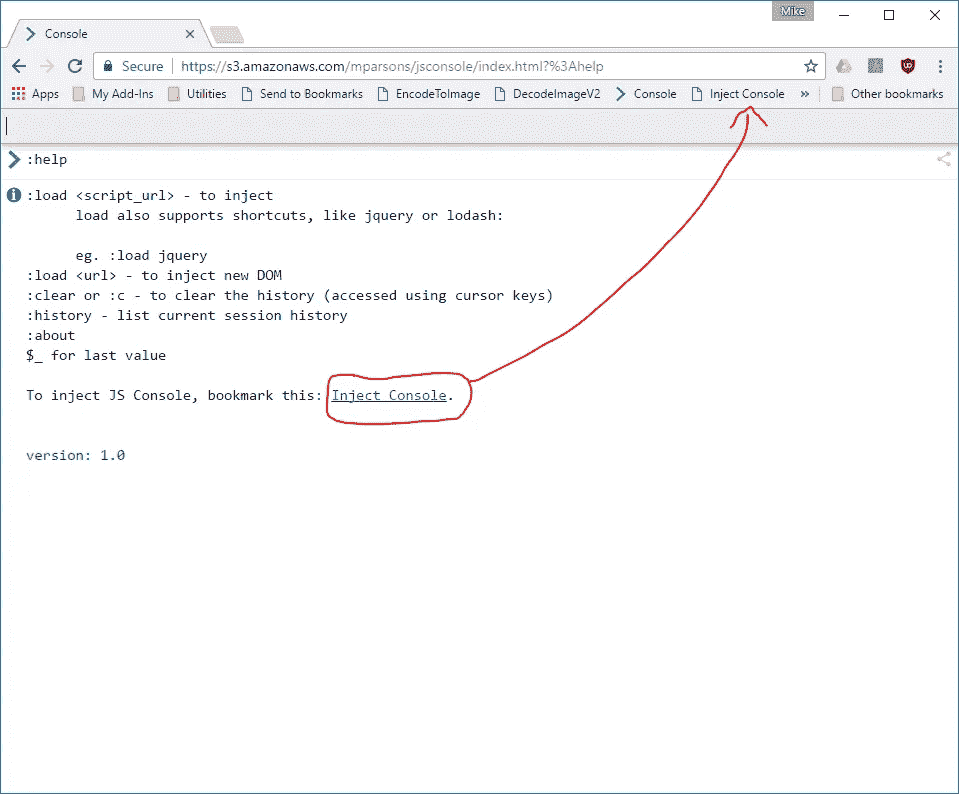 Mike
Console
Secure https://s3.amazonaws.com/mparsons/jsconsole/index.html?%3Ahelp
Apps My Add-Ins Utilities Send to Bookmarks EncodeToImage DecodeImageV2 Console Inject Console » Other bookmarks
:help
:load <script_url> - to inject
load also supports shortcuts, like jquery or lodash:
eg. :load jquery
:load <url> - to inject new DOM
:clear or :c - to clear the history (accessed using cursor keys)
:history - list current session history
:about
$_ for last value
To inject JS Console, bookmark this: Inject Console.
version: 1.0